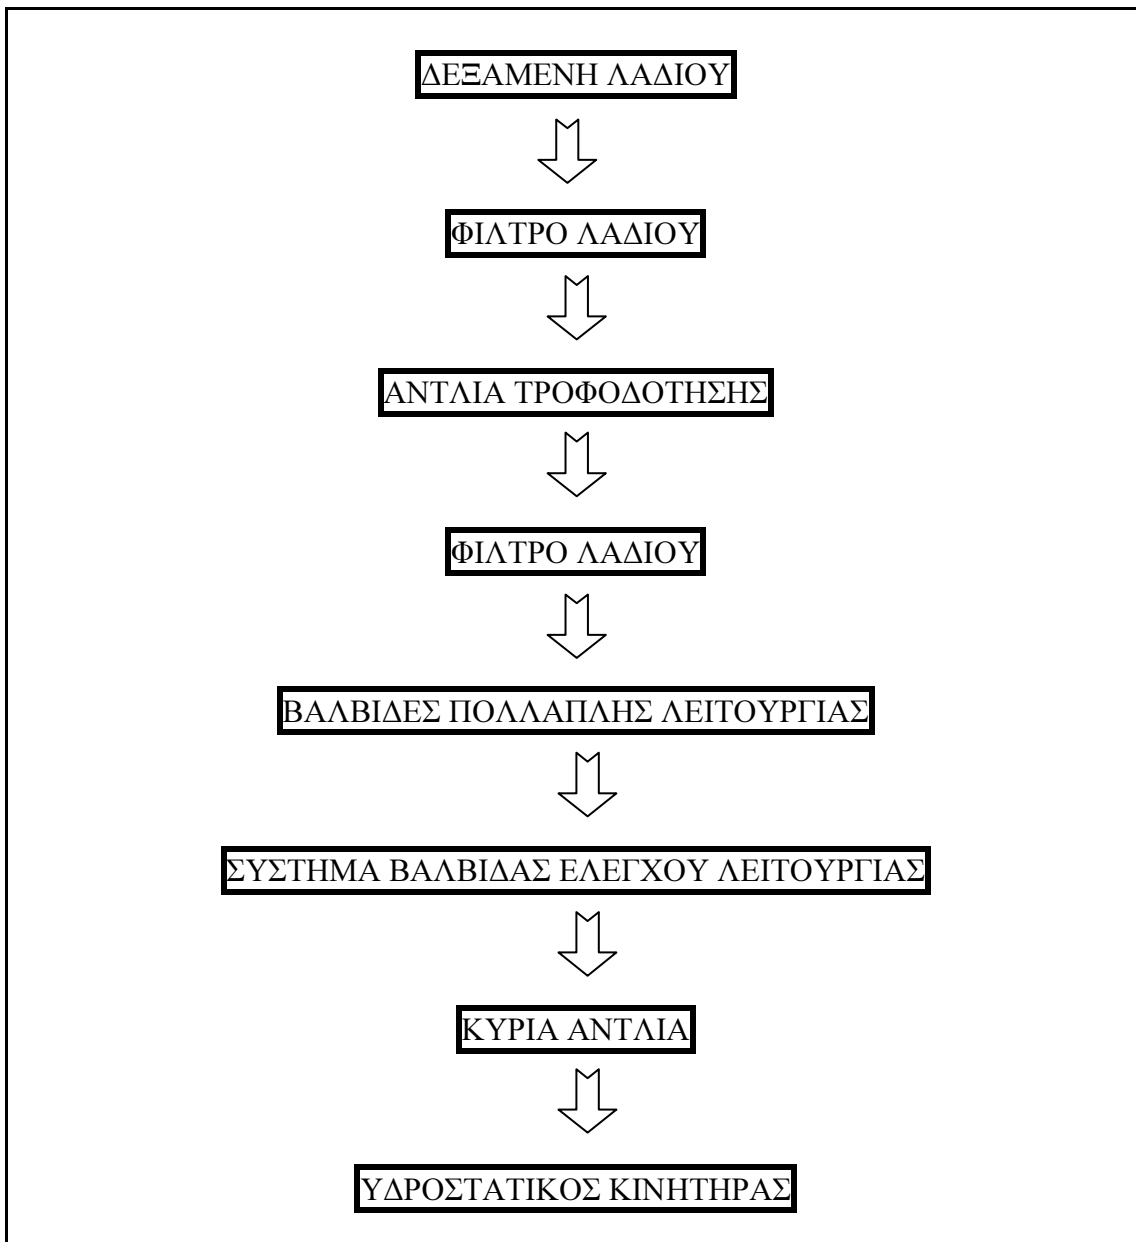 ΔΕΞΑΜΕΝΗ ΛΑΔΙΟΥ
ΦΙΛΤΡΟ ΛΑΔΙΟΥ
ΑΝΤΛΙΑ ΤΡΟΦΟΔΟΤΗΣΗΣ
ΦΙΛΤΡΟ ΛΑΔΙΟΥ
ΒΑΛΒΙΔΕΣ ΠΟΛΛΑΠΛΗΣ ΛΕΙΤΟΥΡΓΙΑΣ
ΣΥΣΤΗΜΑ ΒΑΛΒΙΔΑΣ ΕΛΕΓΧΟΥ ΛΕΙΤΟΥΡΓΙΑΣ
ΚΥΡΙΑ ΑΝΤΛΙΑ
ΥΔΡΟΣΤΑΤΙΚΟΣ ΚΙΝΗΤΗΡΑΣ